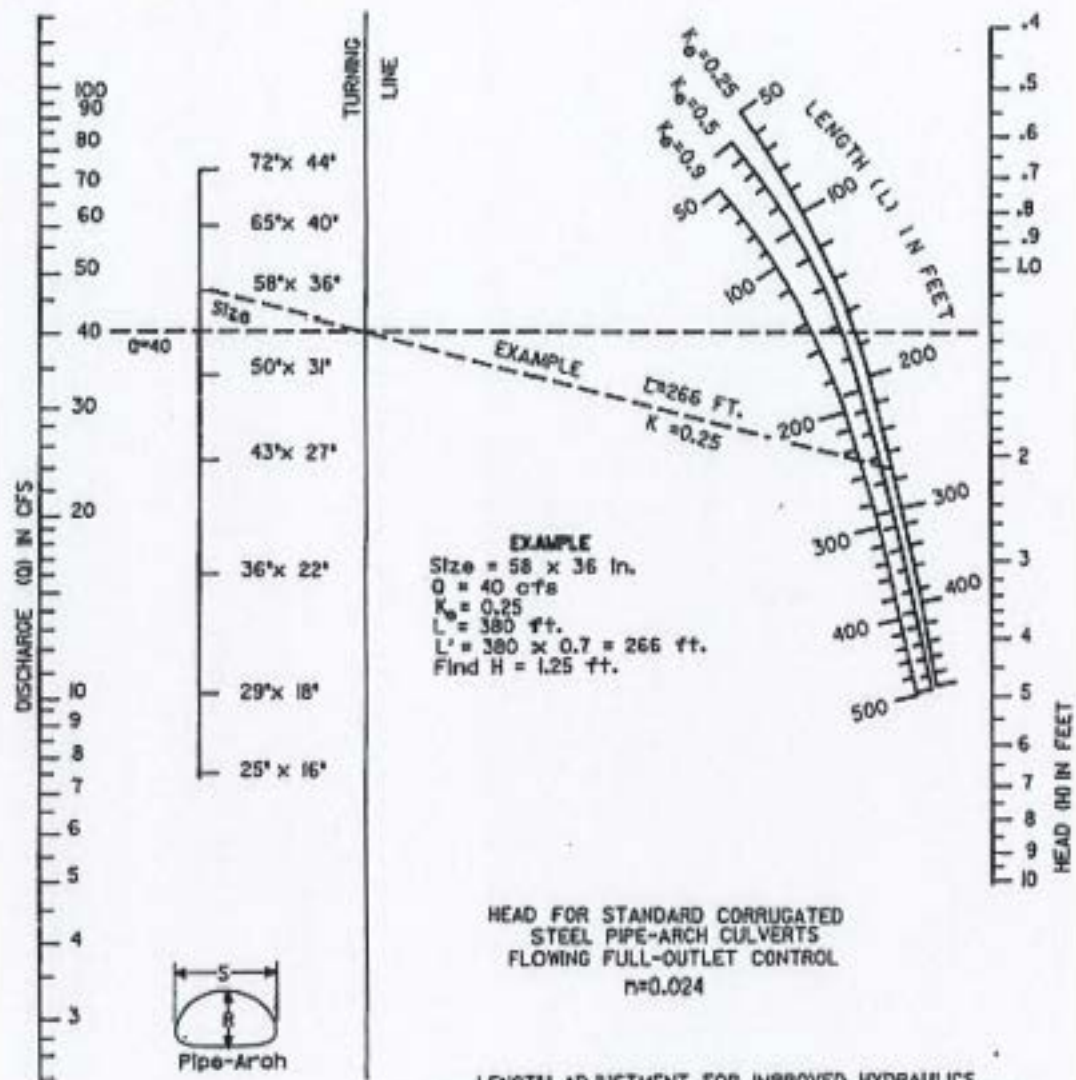 TURNING
LINE
DISCHARGE (Q) IN CFS
100
90
80
70
60
50
40
30
20
10
9
8
7
6
5
4
3
Q=40
72" x 44"
65" x 40"
58" x 36"
SIZE
50" x 31"
43" x 27"
36" x 22"
29" x 18"
25" x 16"
EXAMPLE
L=266 FT.
K =0.25
Ke=0.25
Ke=0.5
Ke=0.9
LENGTH (L) IN FEET
50
100
200
300
400
50
100
200
300
400
500
.4
.5
.6
.7
.8
.9
1.0
2
3
4
5
6
7
8
9
10
HEAD (H) IN FEET
EXAMPLE
Size = 58 x 36 in.
Q = 40 cfs
Ke = 0.25
L = 380 ft.
L' = 380 x 0.7 = 266 ft.
Find H = 1.25 ft.
HEAD FOR STANDARD CORRUGATED
STEEL PIPE-ARCH CULVERTS
FLOWING FULL-OUTLET CONTROL
n=0.024
S
R
Pipe-Arch
LENGTH ADJUSTMENT FOR IMPROVED HYDRAULICS